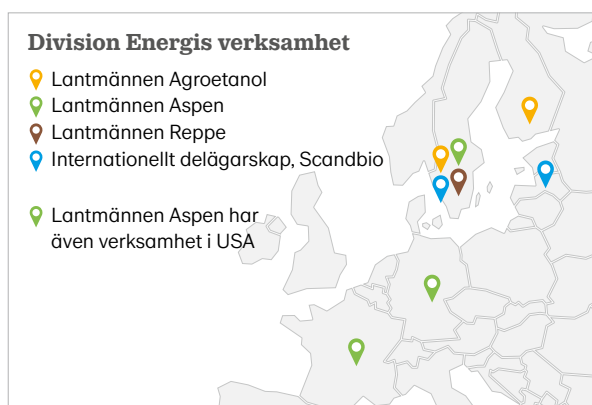 Division Energis verksamhet
Lantmännen Agroetanol
Lantmännen Aspen
Lantmännen Reppe
Internationellt delägarskap, Scandbio
Lantmännen Aspen har
även verksamhet i USA